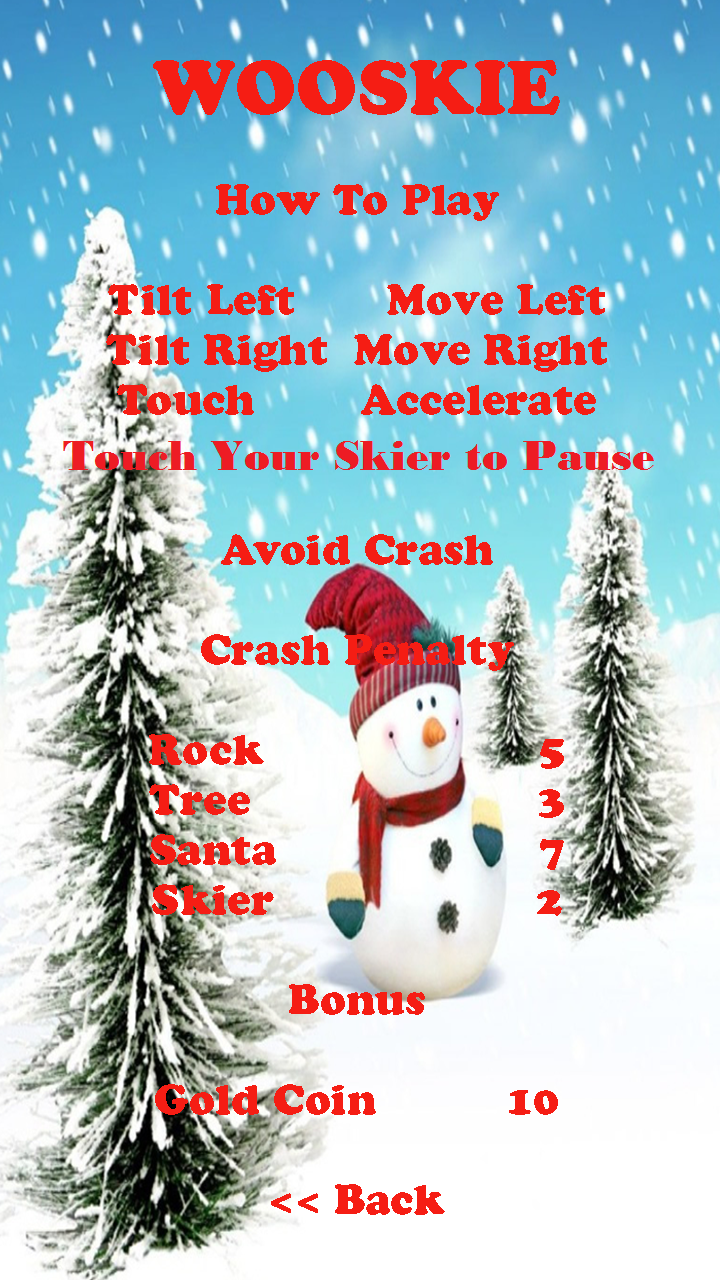 WOOSKIE
How To Play
Tilt Left Move Left
Tilt Right Move Right
Touch Accelerate
Touch Your Skier to Pause
Avoid Crash
Crash Penalty
Rock 5
Tree 3
Santa 7
Skier 2
Bonus
Gold Coin 10
<< Back